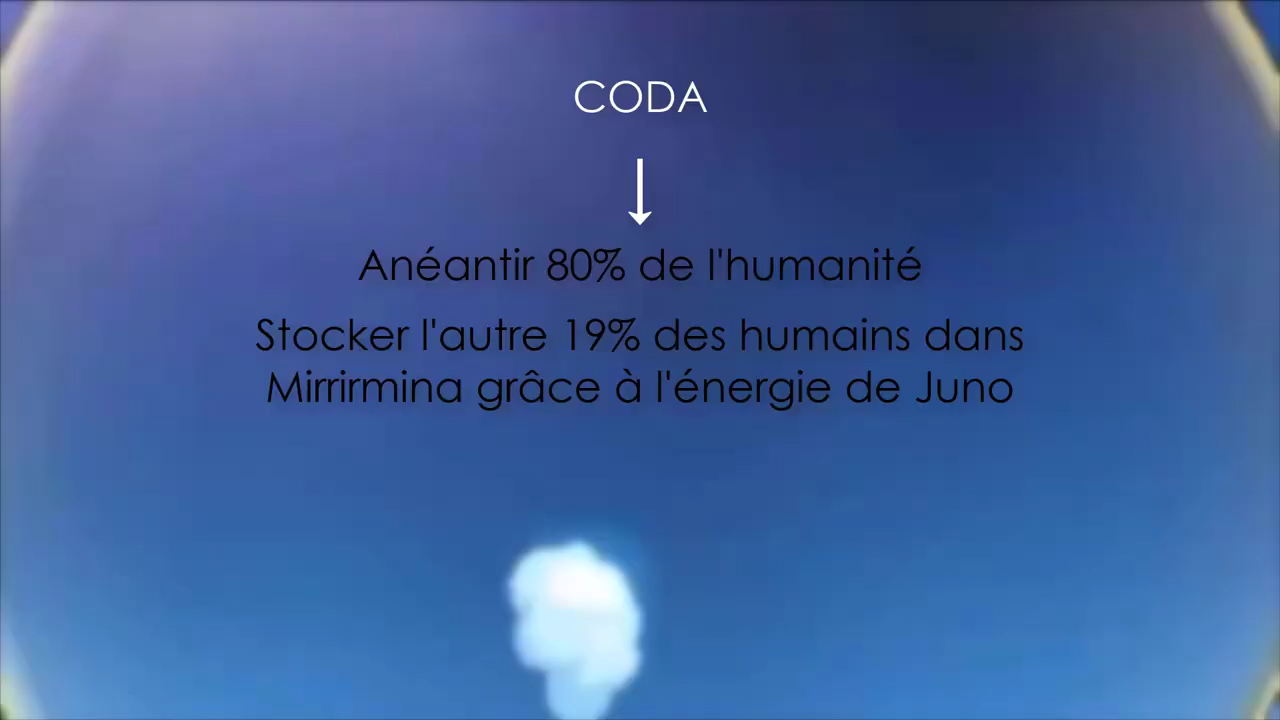 CODA
Anéantir 80% de l'humanité
Stocker l'autre 19% des humains dans
Mirrirmina grâce à l'énergie de Juno